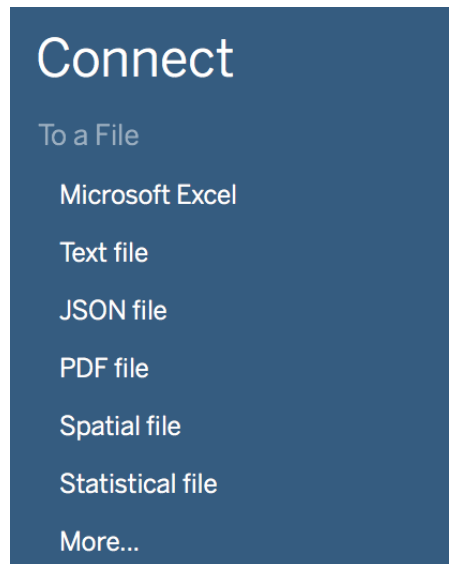 Connect
To a File
Microsoft Excel
Text file
JSON file
PDF file
Spatial file
Statistical file
More...